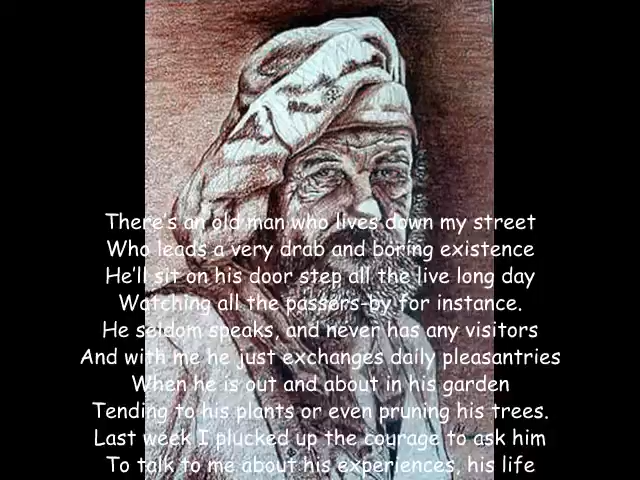 There's an old man who lives down my street
Who leads a very drab and boring existence
He'll sit on his door step all the live long day
Watching all the passers-by for instance.
He seldom speaks, and never has any visitors
And with me he just exchanges daily pleasantries
When he is out and about in his garden
Tending to his plants or even pruning his trees.
Last week I plucked up the courage to ask him
To talk to me about his experiences, his life